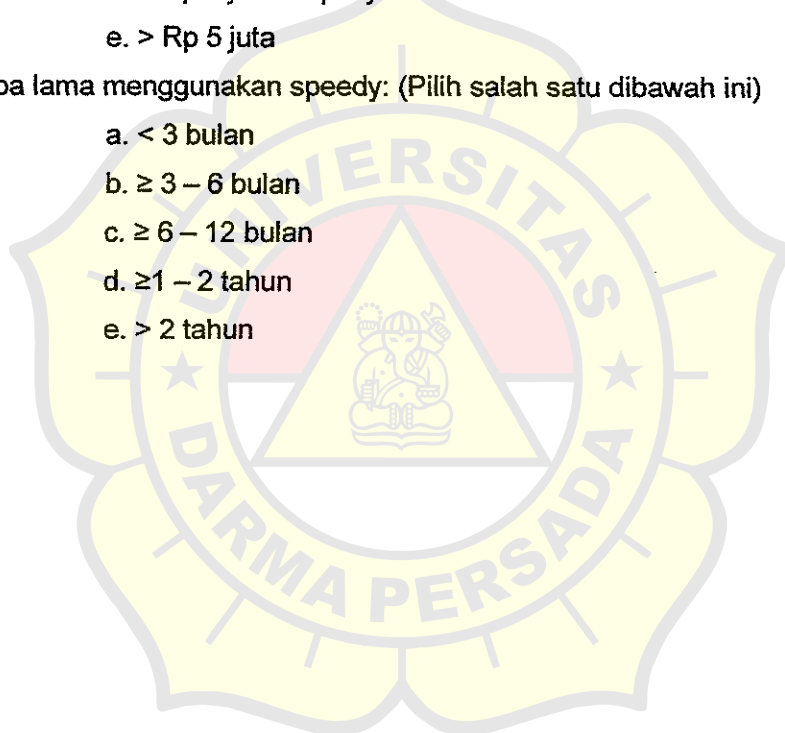 e. > Rp 5 juta
lama menggunakan speedy: (Pilih salah satu dibawah ini)
a. < 3 bulan
b. ≥ 3 – 6 bulan
c. ≥ 6 – 12 bulan
d. ≥1 – 2 tahun
e. > 2 tahun
UNIVERSITAS
DARMA PERSADA